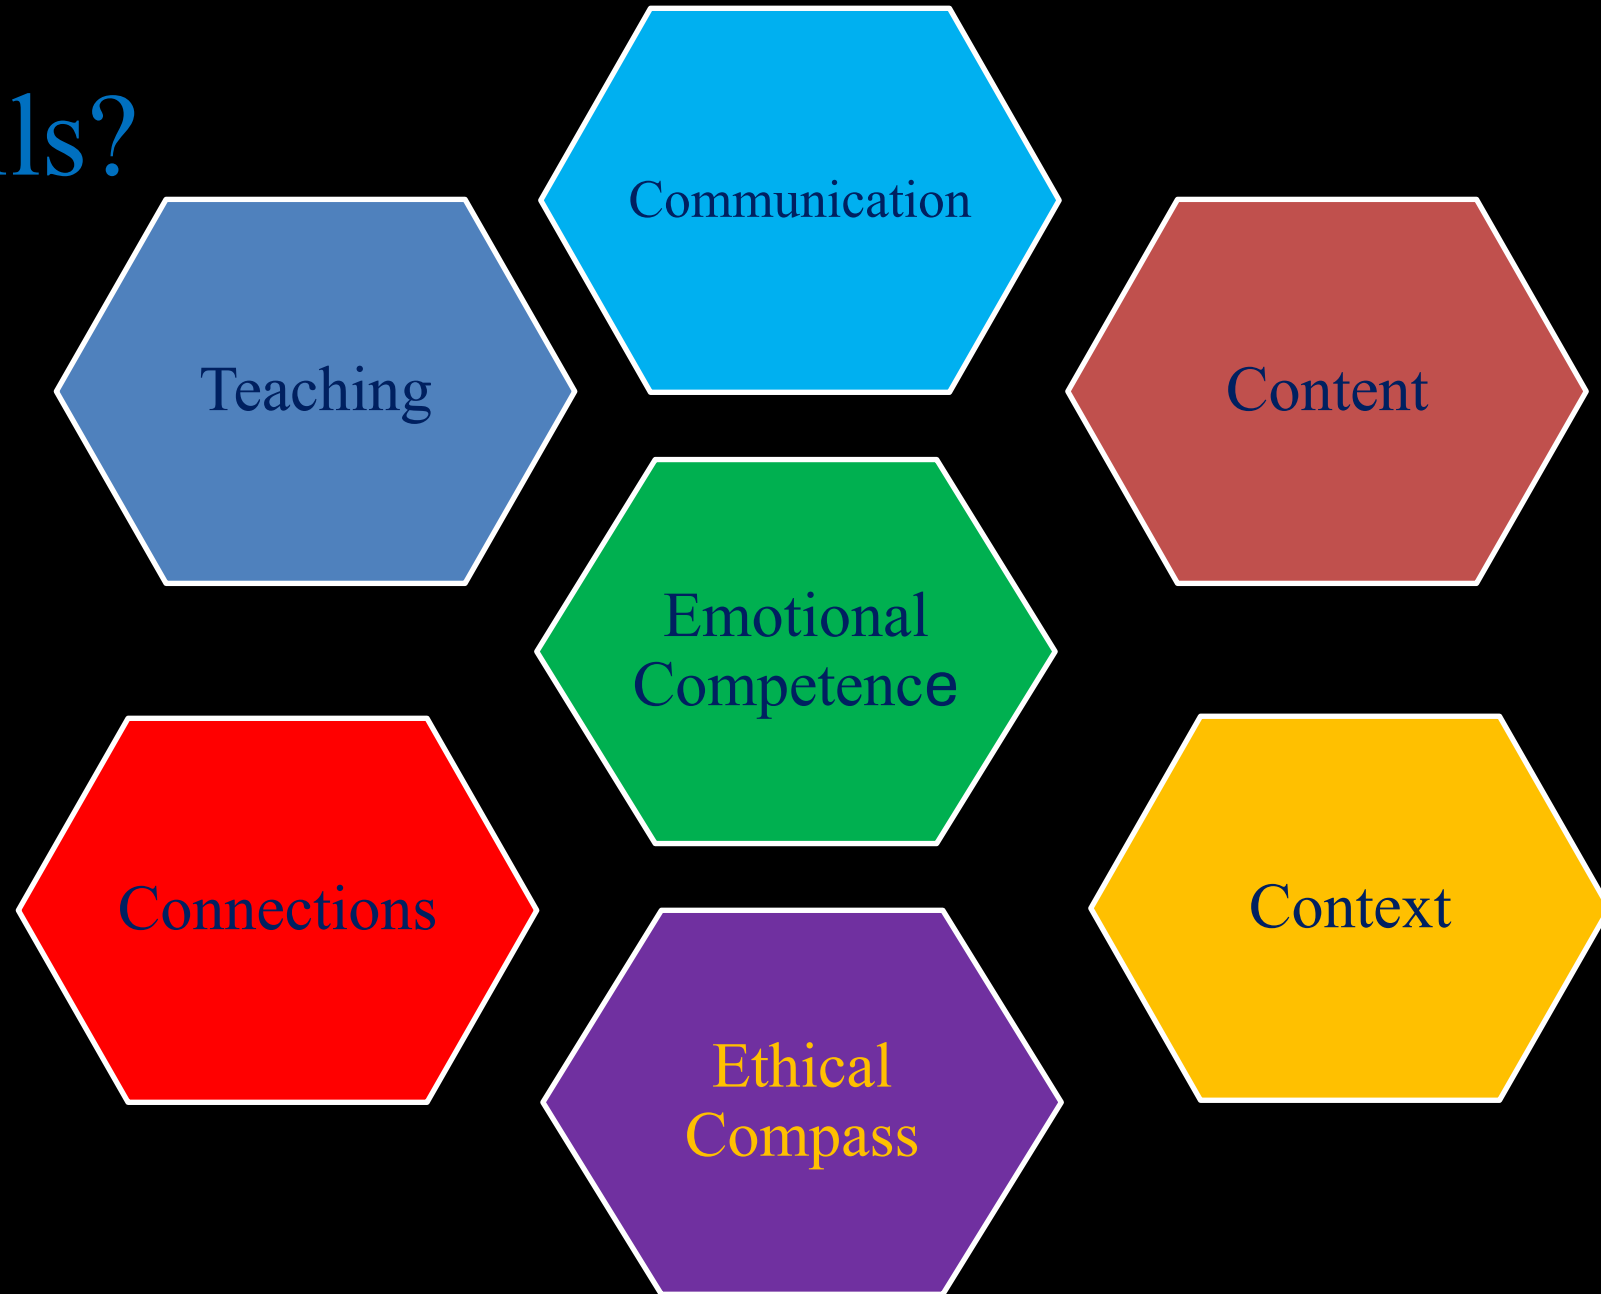 ls?
Communication
Teaching
Content
Emotional
Competence
Connections
Context
Ethical
Compass